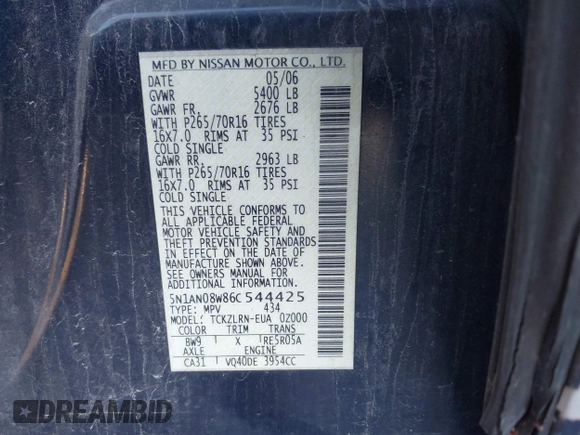 MFD BY NISSAN MOTOR CO., LTD.
DATE 05/06
GVWR 5400 LB
GAWR FR. 2676 LB
WITH P265/70R16 TIRES
16X7.0 RIMS AT 35 PSI
COLD SINGLE
GAWR RR. 2963 LB
WITH P265/70R16 TIRES
16X7.0 RIMS AT 35 PSI
COLD SINGLE
THIS VEHICLE CONFORMS TO
ALL APPLICABLE FEDERAL
MOTOR VEHICLE SAFETY AND
THEFT PREVENTION STANDARDS
IN EFFECT ON THE DATE OF
MANUFACTURE SHOWN ABOVE.
SEE OWNERS MANUAL FOR
ADDITIONAL INFORMATION.
5N1AN08W86C544425
TYPE: MPV 434
MODEL: TCKZLRN-EUA 02000
COLOR TRIM TRANS
BW9 X RE5R05A
AXLE ENGINE
CA31 VQ40DE 3954CC
DREAMBID